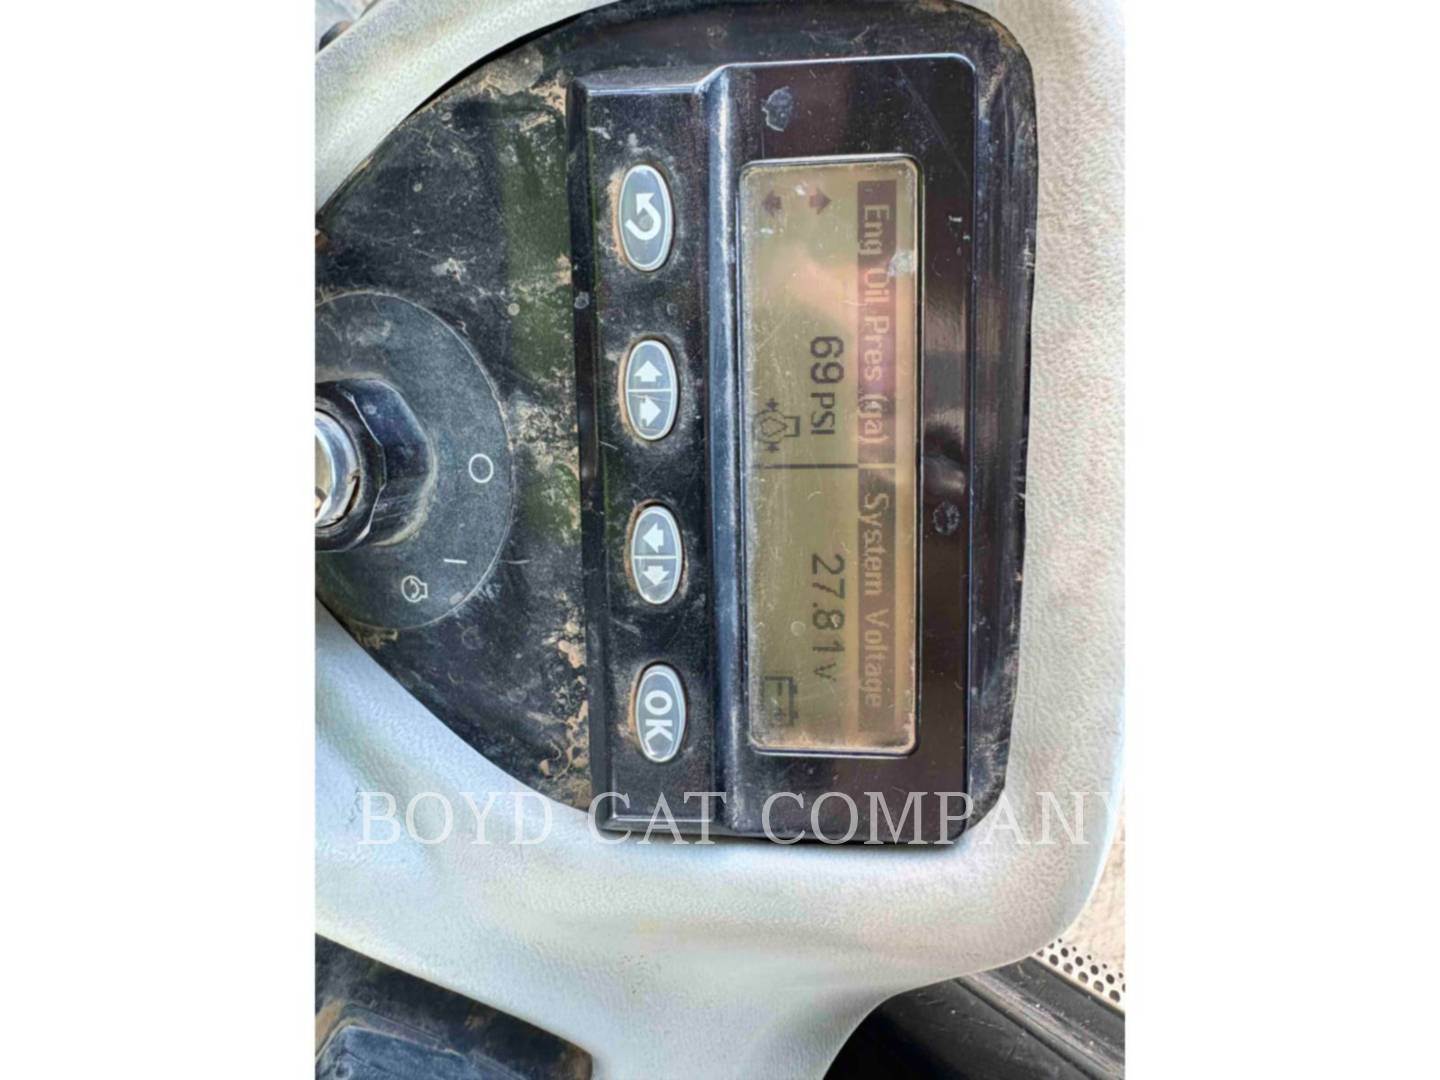 Eng Oil Pres (ga) System Voltage
69 PSI 27.81v
OK
BOYD CAT COMPANY